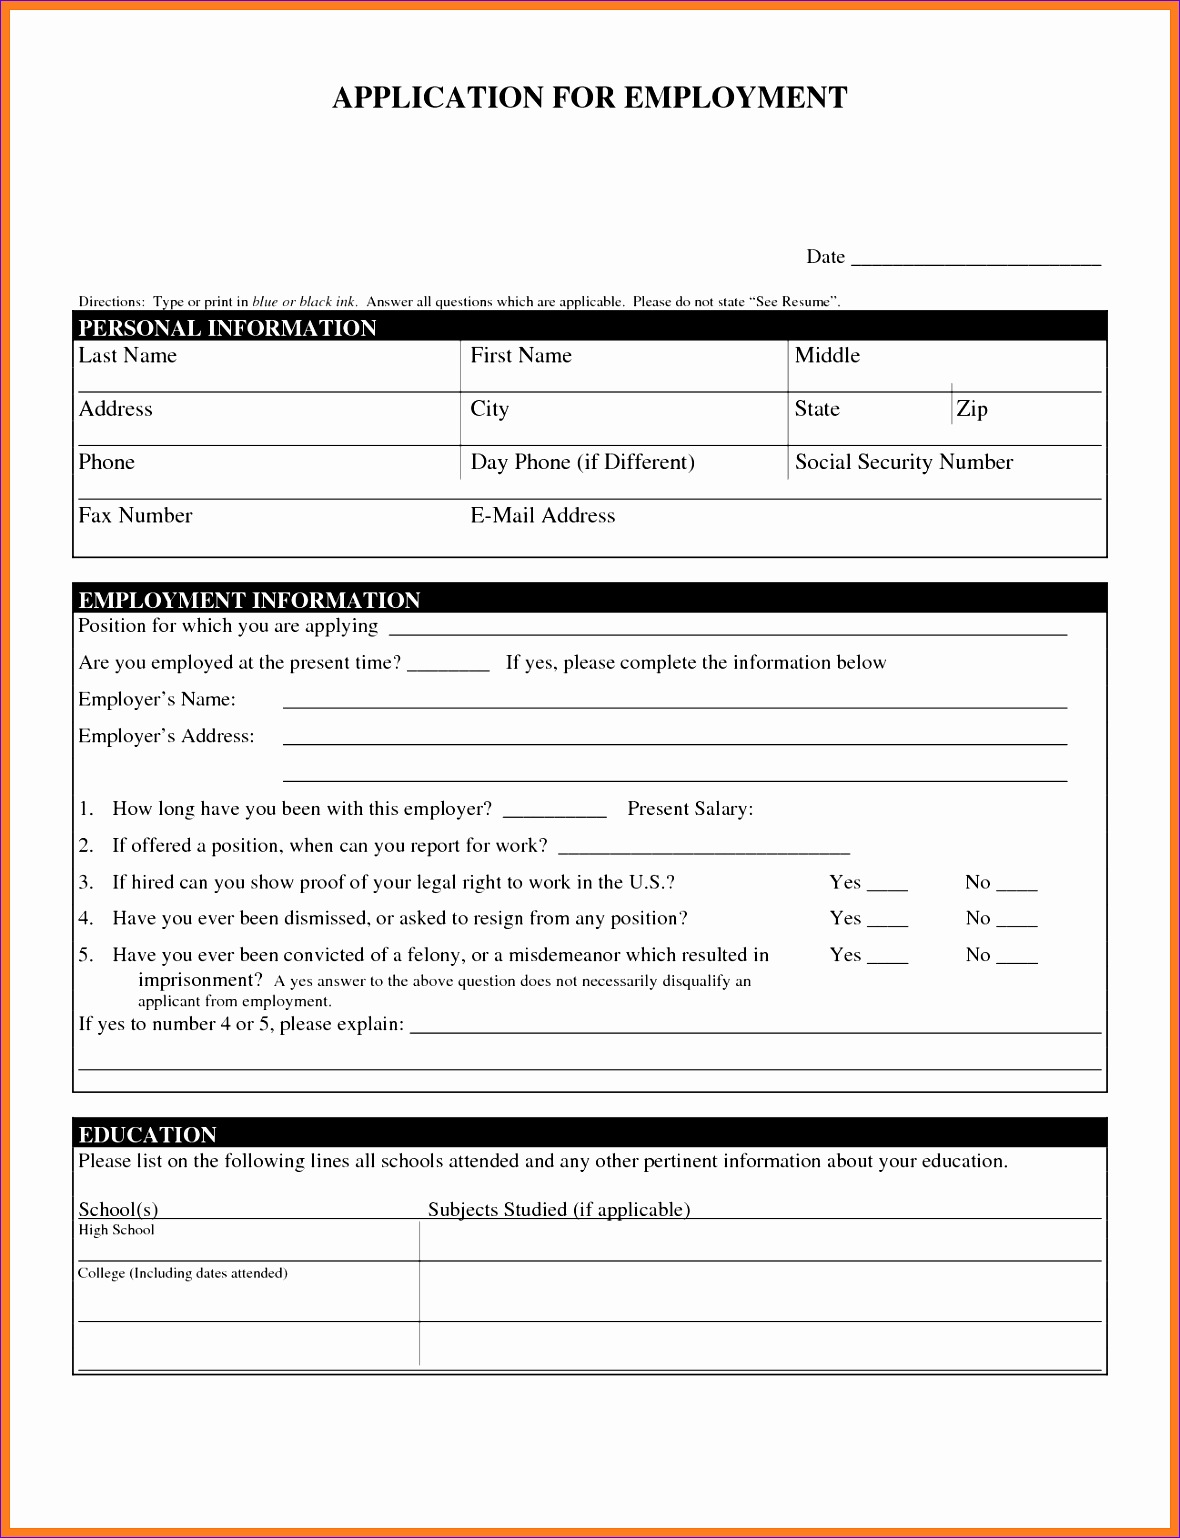 APPLICATION FOR EMPLOYMENT
Date ________________________
Directions: Type or print in blue or black ink. Answer all questions which are applicable. Please do not state “See Resume”.
PERSONAL INFORMATION
Last Name First Name Middle
Address City State Zip
Phone Day Phone (if Different) Social Security Number
Fax Number E-Mail Address
EMPLOYMENT INFORMATION
Position for which you are applying
Are you employed at the present time? ________ If yes, please complete the information below
Employer’s Name:
Employer’s Address:
1. How long have you been with this employer? __________ Present Salary:
2. If offered a position, when can you report for work? ____________________________
3. If hired can you show proof of your legal right to work in the U.S.? Yes ____ No ____
4. Have you ever been dismissed, or asked to resign from any position? Yes ____ No ____
5. Have you ever been convicted of a felony, or a misdemeanor which resulted in Yes ____ No ____
imprisonment? A yes answer to the above question does not necessarily disqualify an
applicant from employment.
If yes to number 4 or 5, please explain:
EDUCATION
Please list on the following lines all schools attended and any other pertinent information about your education.
School(s) Subjects Studied (if applicable)
High School
College (Including dates attended)